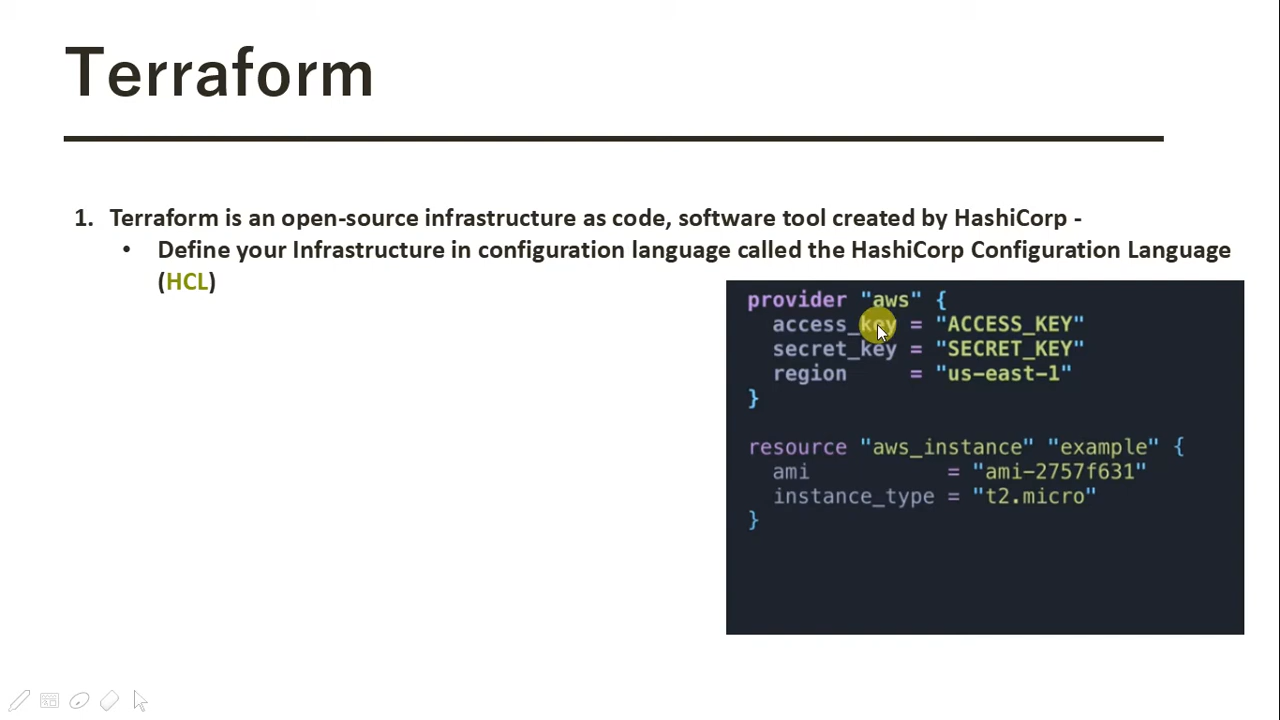 Terraform
1. Terraform is an open-source infrastructure as code, software tool created by HashiCorp -
• Define your Infrastructure in configuration language called the HashiCorp Configuration Language
(HCL)
provider "aws" {
access_key = "ACCESS_KEY"
secret_key = "SECRET_KEY"
region = "us-east-1"
}
resource "aws_instance" "example" {
ami = "ami-2757f631"
instance_type = "t2.micro"
}